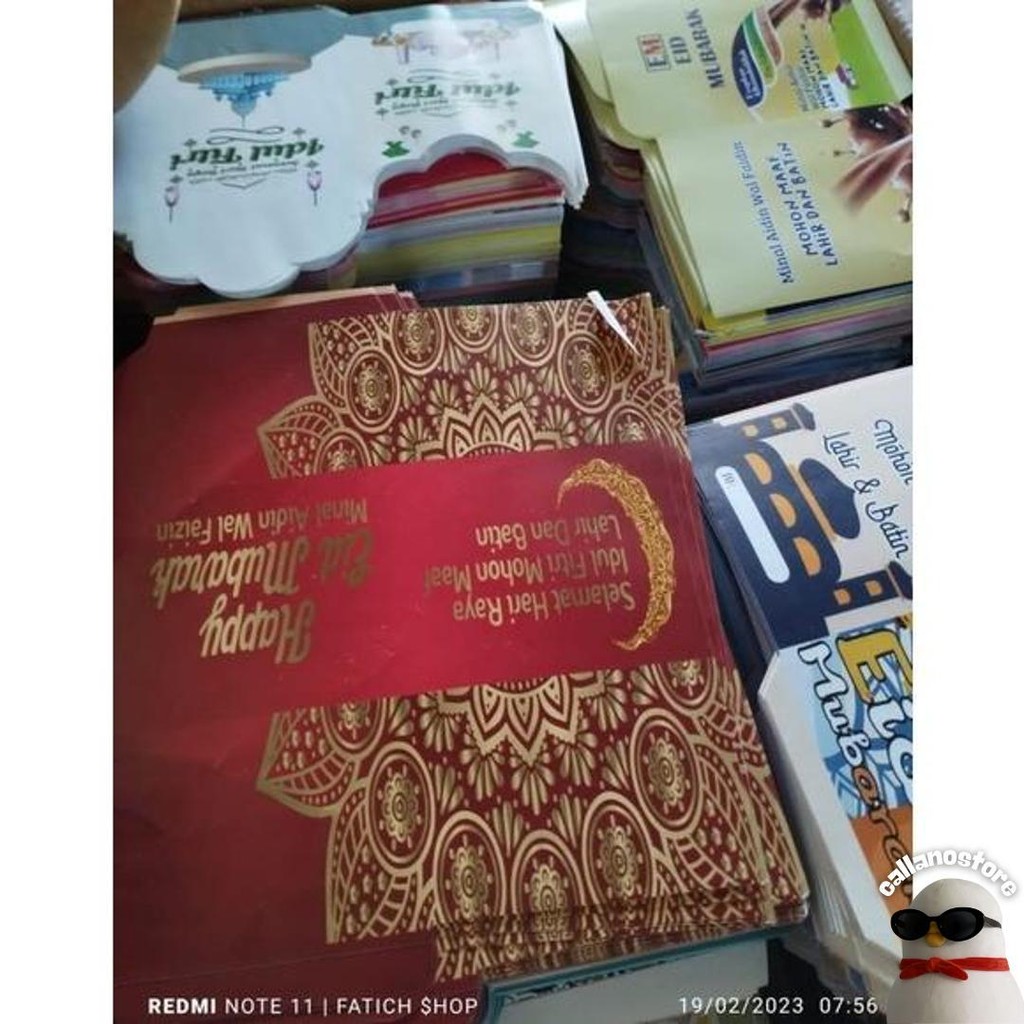 Idul Fitri
Idul Fitri
EM
EID
MUBARAK
Minal Aidin Wal Faidzin
MOHON MAAF
LAHIR DAN BATIN
Happy
Eid Mubarak
Minal Aidin Wal Faizin
Selamat Hari Raya
Idul Fitri Mohon Maaf
Lahir Dan Batin
Mohon
Lahir & Batin
Eid
Mubarak
callanostore
REDMI NOTE 11 | FATICH $HOP
19/02/2023 07:56